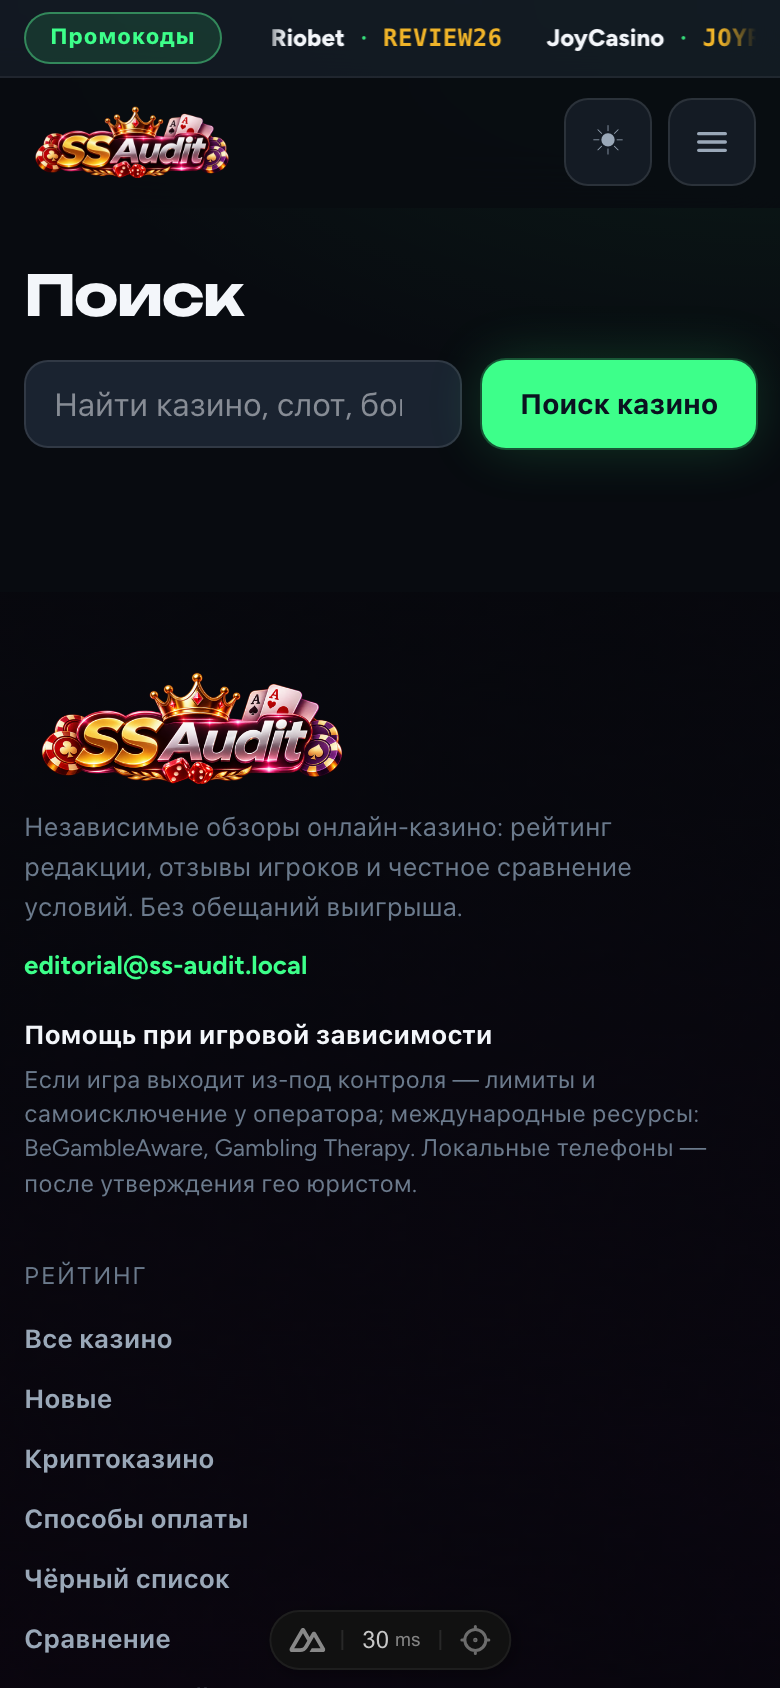 Промокоды
Riobet · REVIEW26 JoyCasino ·
SSAudit
Поиск
Найти казино, слот,
Поиск казино
SSAudit
Независимые обзоры онлайн-казино: рейтинг
редакции, отзывы игроков и честное сравнение
условий. Без обещаний выигрыша.
editorial@ss-audit.local
Помощь при игровой зависимости
Если игра выходит из-под контроля — лимиты и
самоисключение у оператора; международные ресурсы:
BeGambleAware, Gambling Therapy. Локальные телефоны —
после утверждения гео юристом.
РЕЙТИНГ
Все казино
Новые
Криптоказино
Способы оплаты
Чёрный список
Сравнение
30 ms